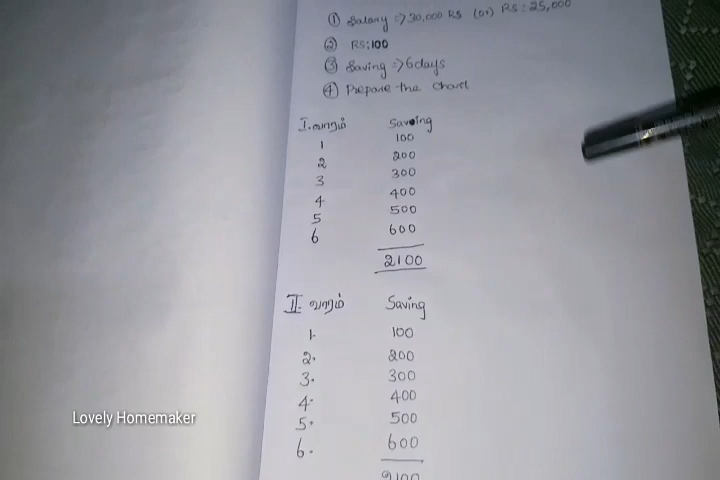 ① Salary => 30,000 RS (or) RS: 25,000
② RS:100
③ Saving => 6 days
④ Prepare the Chart
I. வாரம் Saving
1 100
2 200
3 300
4 400
5 500
6 600
2100
II வாரம் Saving
1. 100
2. 200
3. 300
4. 400
5. 500
6. 600
2100
Lovely Homemaker